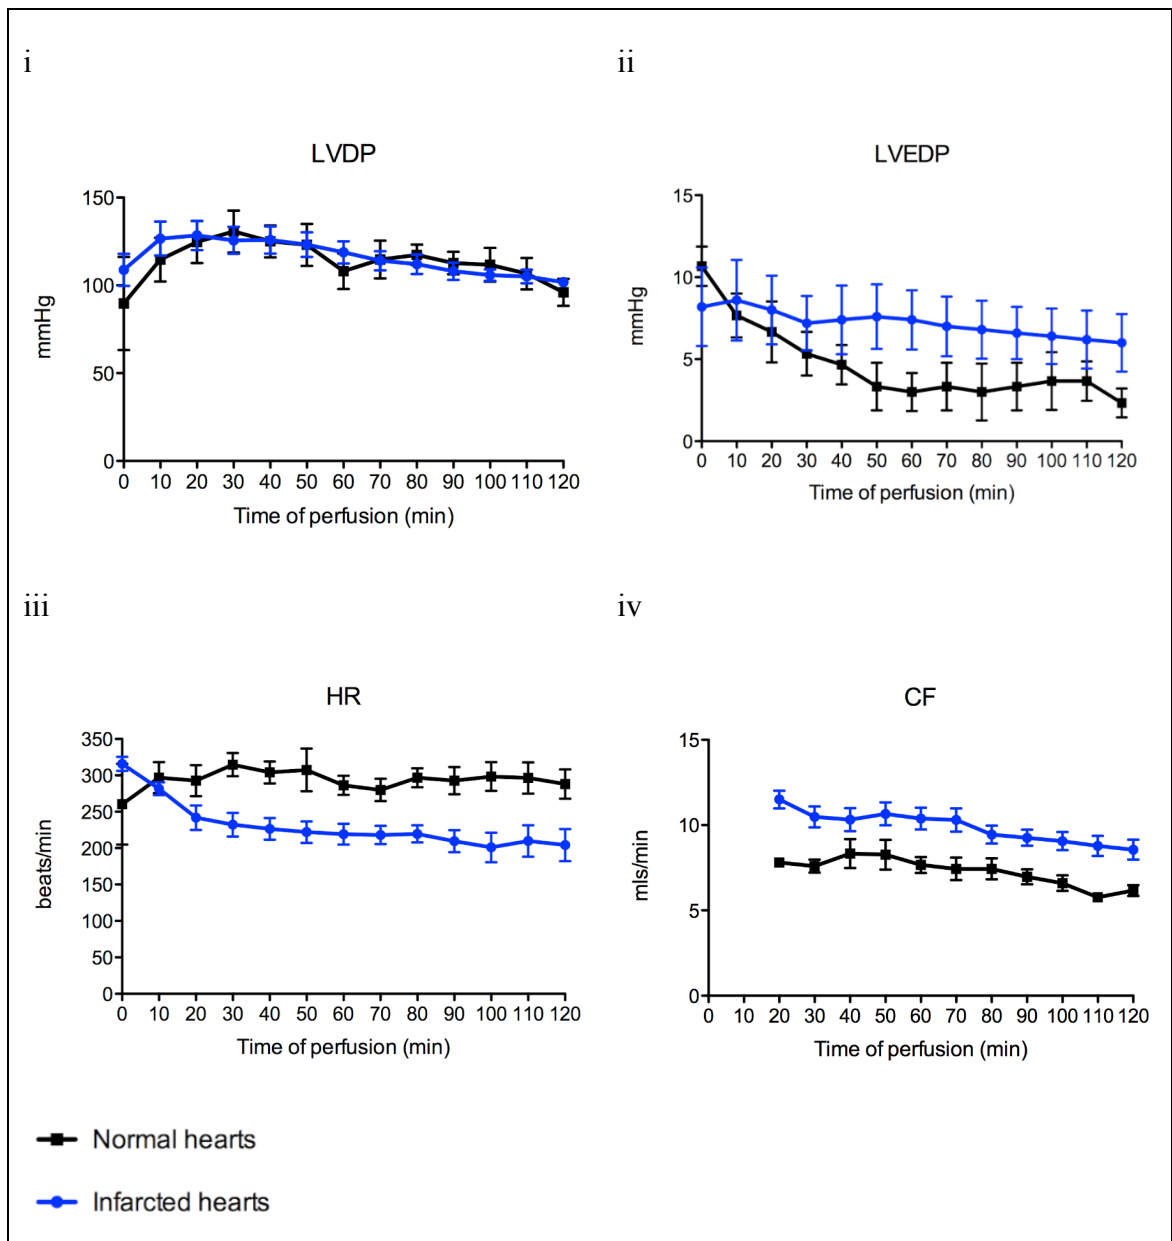 i
LVDP
150
100
50
0
mmHg
0 10 20 30 40 50 60 70 80 90 100 110 120
Time of perfusion (min)
ii
LVEDP
15
10
5
0
mmHg
0 10 20 30 40 50 60 70 80 90 100 110 120
Time of perfusion (min)
iii
HR
350
300
250
200
150
100
50
0
beats/min
0 10 20 30 40 50 60 70 80 90 100 110 120
Time of perfusion (min)
iv
CF
15
10
5
0
mls/min
0 10 20 30 40 50 60 70 80 90 100 110 120
Time of perfusion (min)
Normal hearts
Infarcted hearts